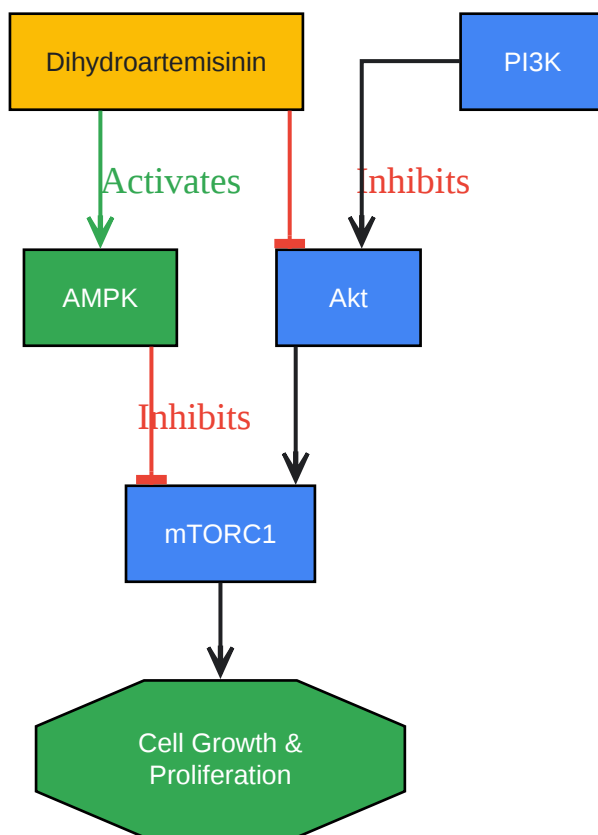 Dihydroartemisinin
PI3K
Activates
Inhibits
AMPK
Akt
Inhibits
mTORC1
Cell Growth &
Proliferation